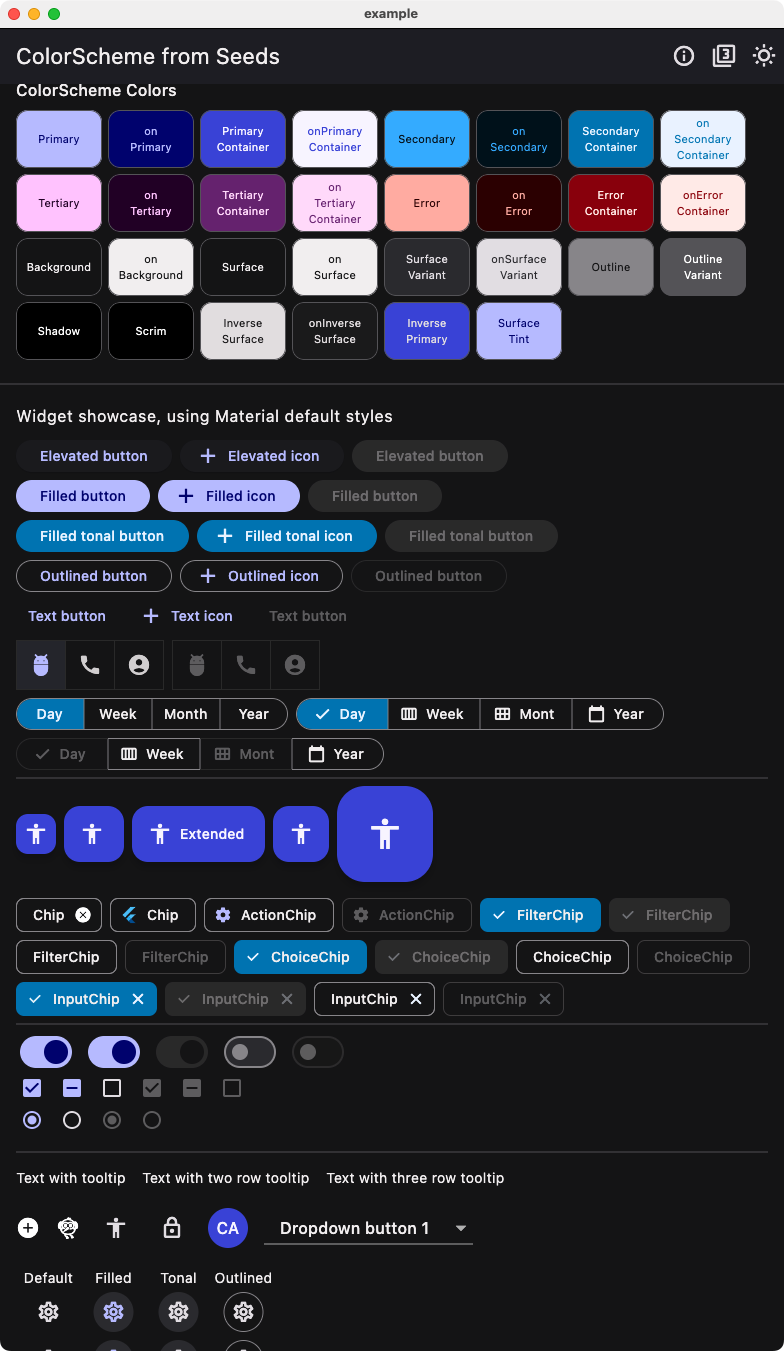 example
ColorScheme from Seeds
3
ColorScheme Colors
Primary
on
Primary
Primary
Container
onPrimary
Container
Secondary
on
Secondary
Secondary
Container
on
Secondary
Container
Tertiary
on
Tertiary
Tertiary
Container
on
Tertiary
Container
Error
on
Error
Error
Container
onError
Container
Background
on
Background
Surface
on
Surface
Surface
Variant
onSurface
Variant
Outline
Outline
Variant
Shadow
Scrim
Inverse
Surface
onInverse
Surface
Inverse
Primary
Surface
Tint
Widget showcase, using Material default styles
Elevated button Elevated icon Elevated button
Filled button Filled icon Filled button
Filled tonal button Filled tonal icon Filled tonal button
Outlined button Outlined icon Outlined button
Text button Text icon Text button
Day Week Month Year Day Week Mont Year
Day Week Mont Year
Extended
Chip Chip ActionChip ActionChip FilterChip FilterChip
FilterChip FilterChip ChoiceChip ChoiceChip ChoiceChip ChoiceChip
InputChip InputChip InputChip InputChip
Text with tooltip Text with two row tooltip Text with three row tooltip
CA Dropdown button 1
Default Filled Tonal Outlined